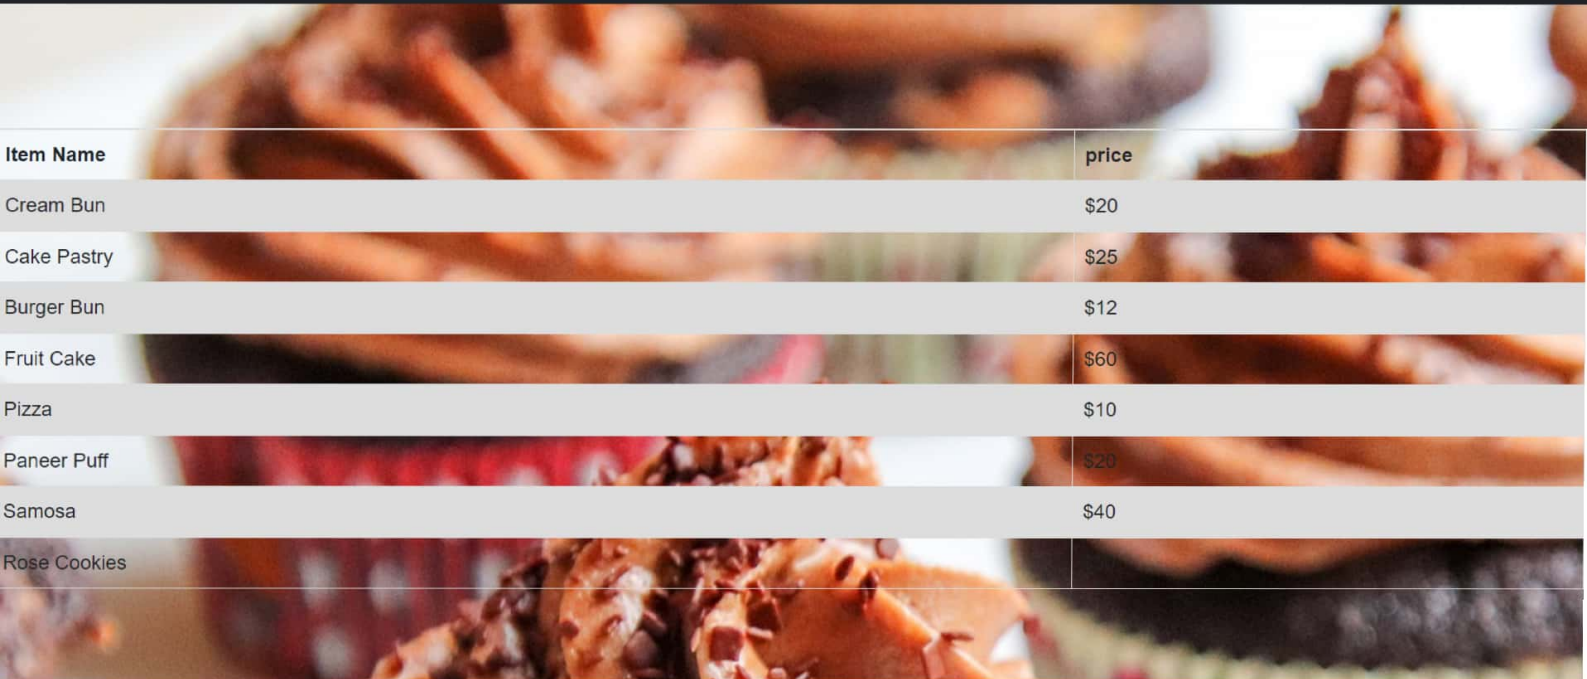 Item Name price
Cream Bun $20
Cake Pastry $25
Burger Bun $12
Fruit Cake $60
Pizza $10
Paneer Puff $20
Samosa $40
Rose Cookies